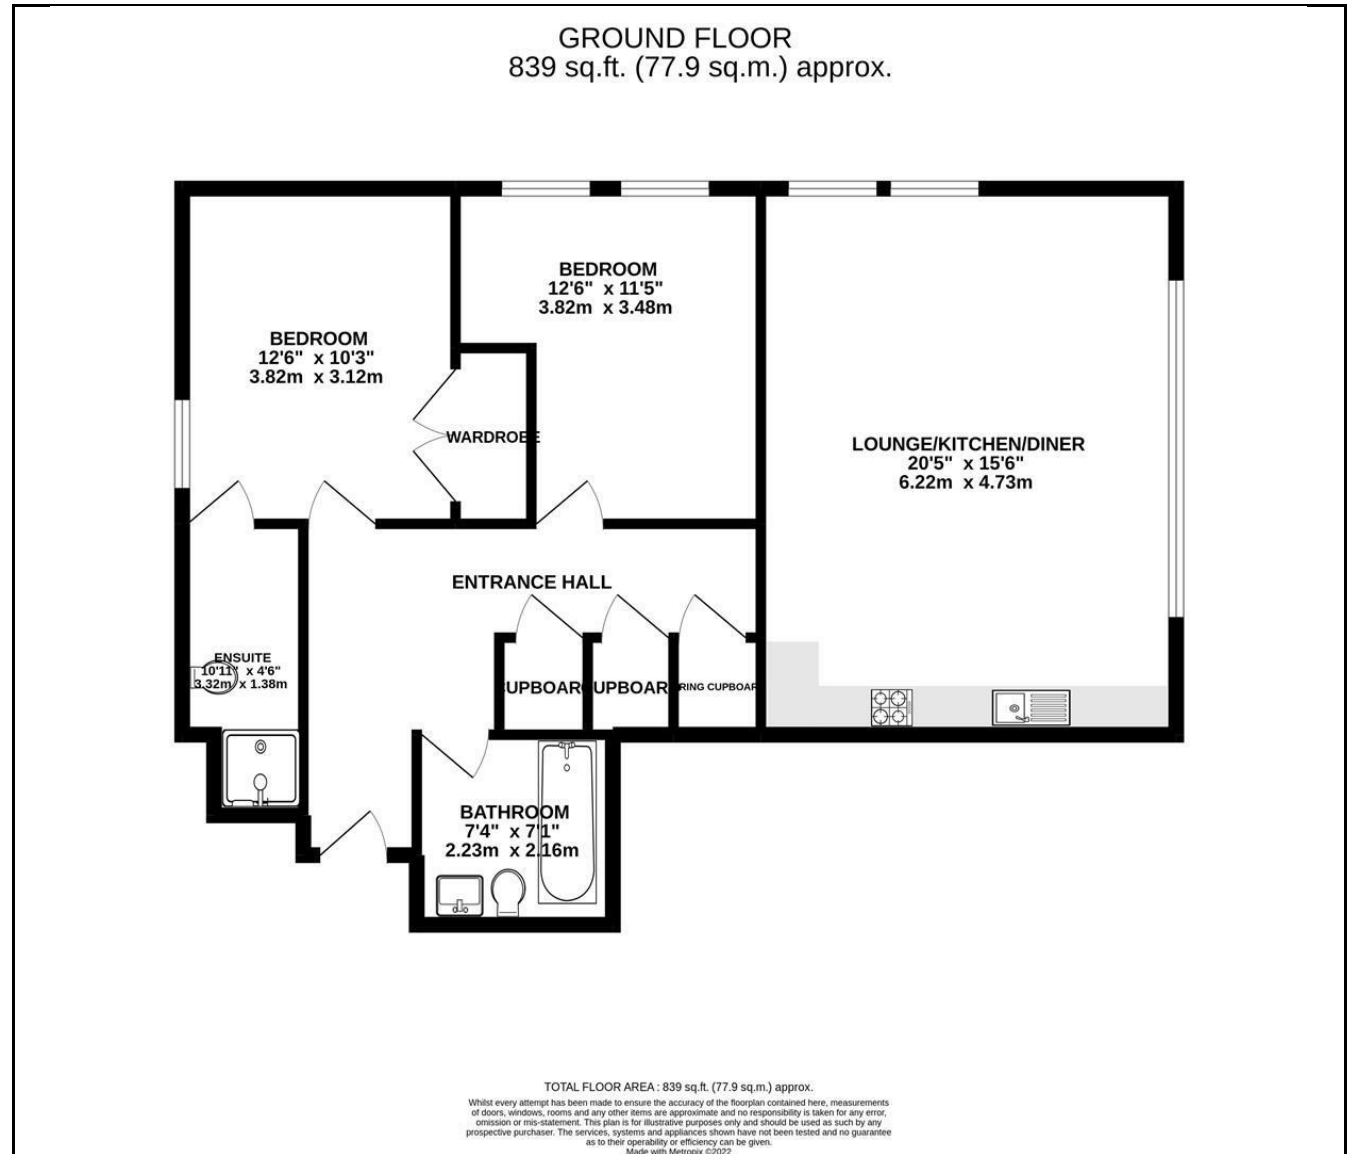 GROUND FLOOR
839 sq.ft. (77.9 sq.m.) approx.
BEDROOM
12'6" x 11'5"
3.82m x 3.48m
BEDROOM
12'6" x 10'3"
3.82m x 3.12m
WARDROBE
LOUNGE/KITCHEN/DINER
20'5" x 15'6"
6.22m x 4.73m
ENTRANCE HALL
ENSUITE
10'11" x 4'6"
3.32m x 1.38m
UPBOARD
UPBOAR
RING CUPBOAR
BATHROOM
7'4" x 7'1"
2.23m x 2.16m
TOTAL FLOOR AREA : 839 sq.ft. (77.9 sq.m.) approx.
Whilst every attempt has been made to ensure the accuracy of the floorplan contained here, measurements
of doors, windows, rooms and any other items are approximate and no responsibility is taken for any error,
omission or mis-statement. This plan is for illustrative purposes only and should be used as such by any
prospective purchaser. The services, systems and appliances shown have not been tested and no guarantee
as to their operability or efficiency can be given.
Made with Metropix ©2022